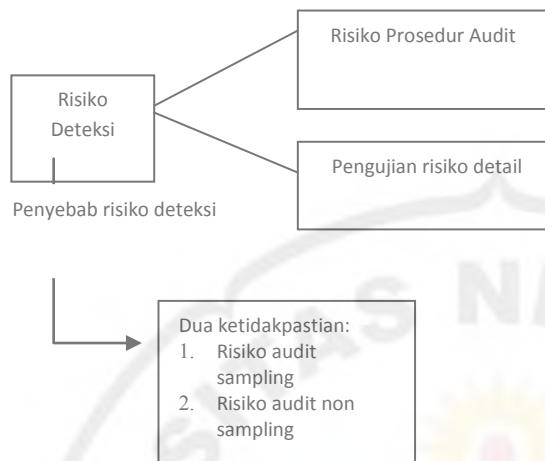 Risiko Prosedur Audit
Risiko
Deteksi
Pengujian risiko detail
Penyebab risiko deteksi
Dua ketidakpastian:
1. Risiko audit
sampling
2. Risiko audit non
sampling